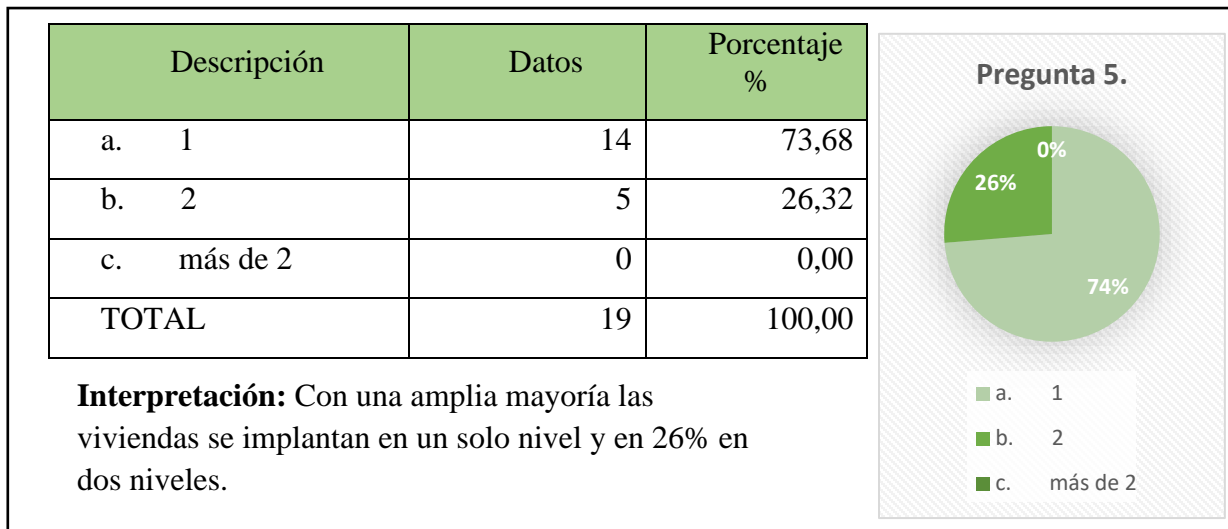 Descripción Datos Porcentaje %
a. 1 14 73,68
b. 2 5 26,32
c. más de 2 0 0,00
TOTAL 19 100,00
Interpretación: Con una amplia mayoría las
viviendas se implantan en un solo nivel y en 26% en
dos niveles.
Pregunta 5.
0%
26%
74%
a. 1
b. 2
c. más de 2